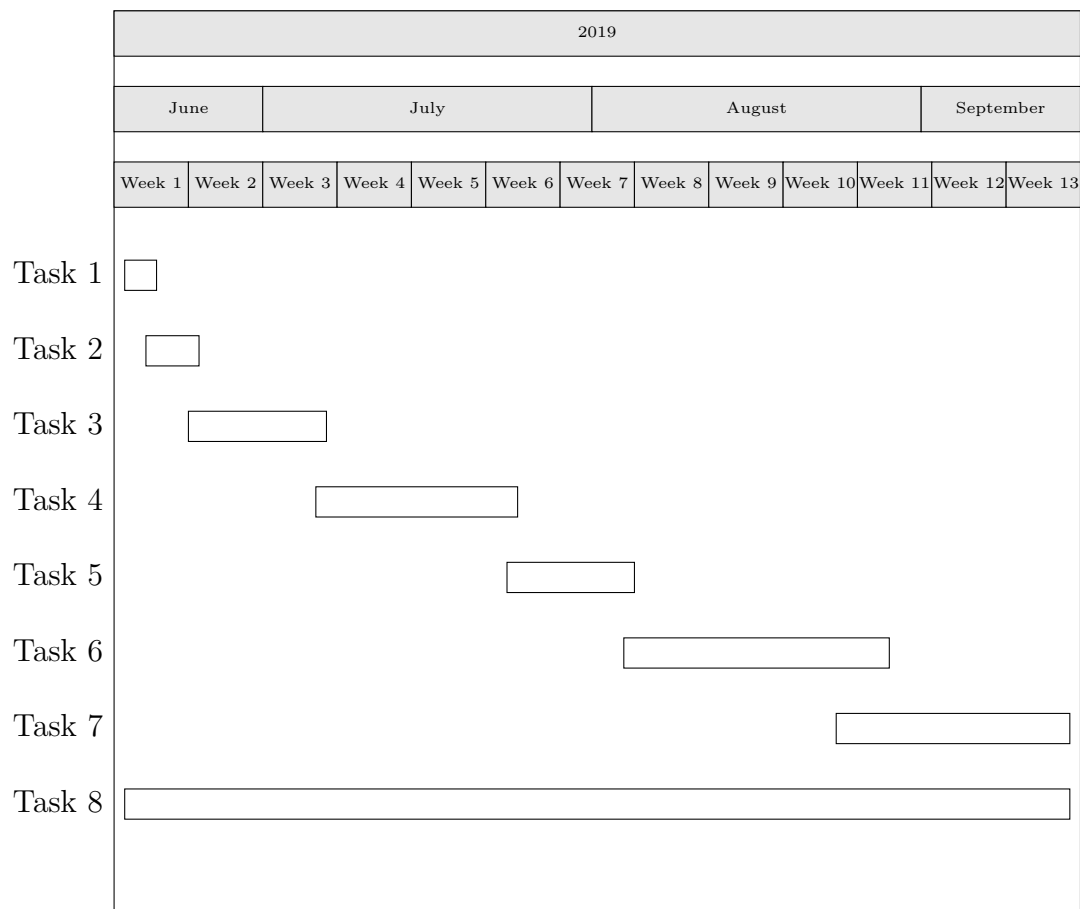 2019
June July August September
Week 1 Week 2 Week 3 Week 4 Week 5 Week 6 Week 7 Week 8 Week 9 Week 10 Week 11 Week 12 Week 13
Task 1
Task 2
Task 3
Task 4
Task 5
Task 6
Task 7
Task 8